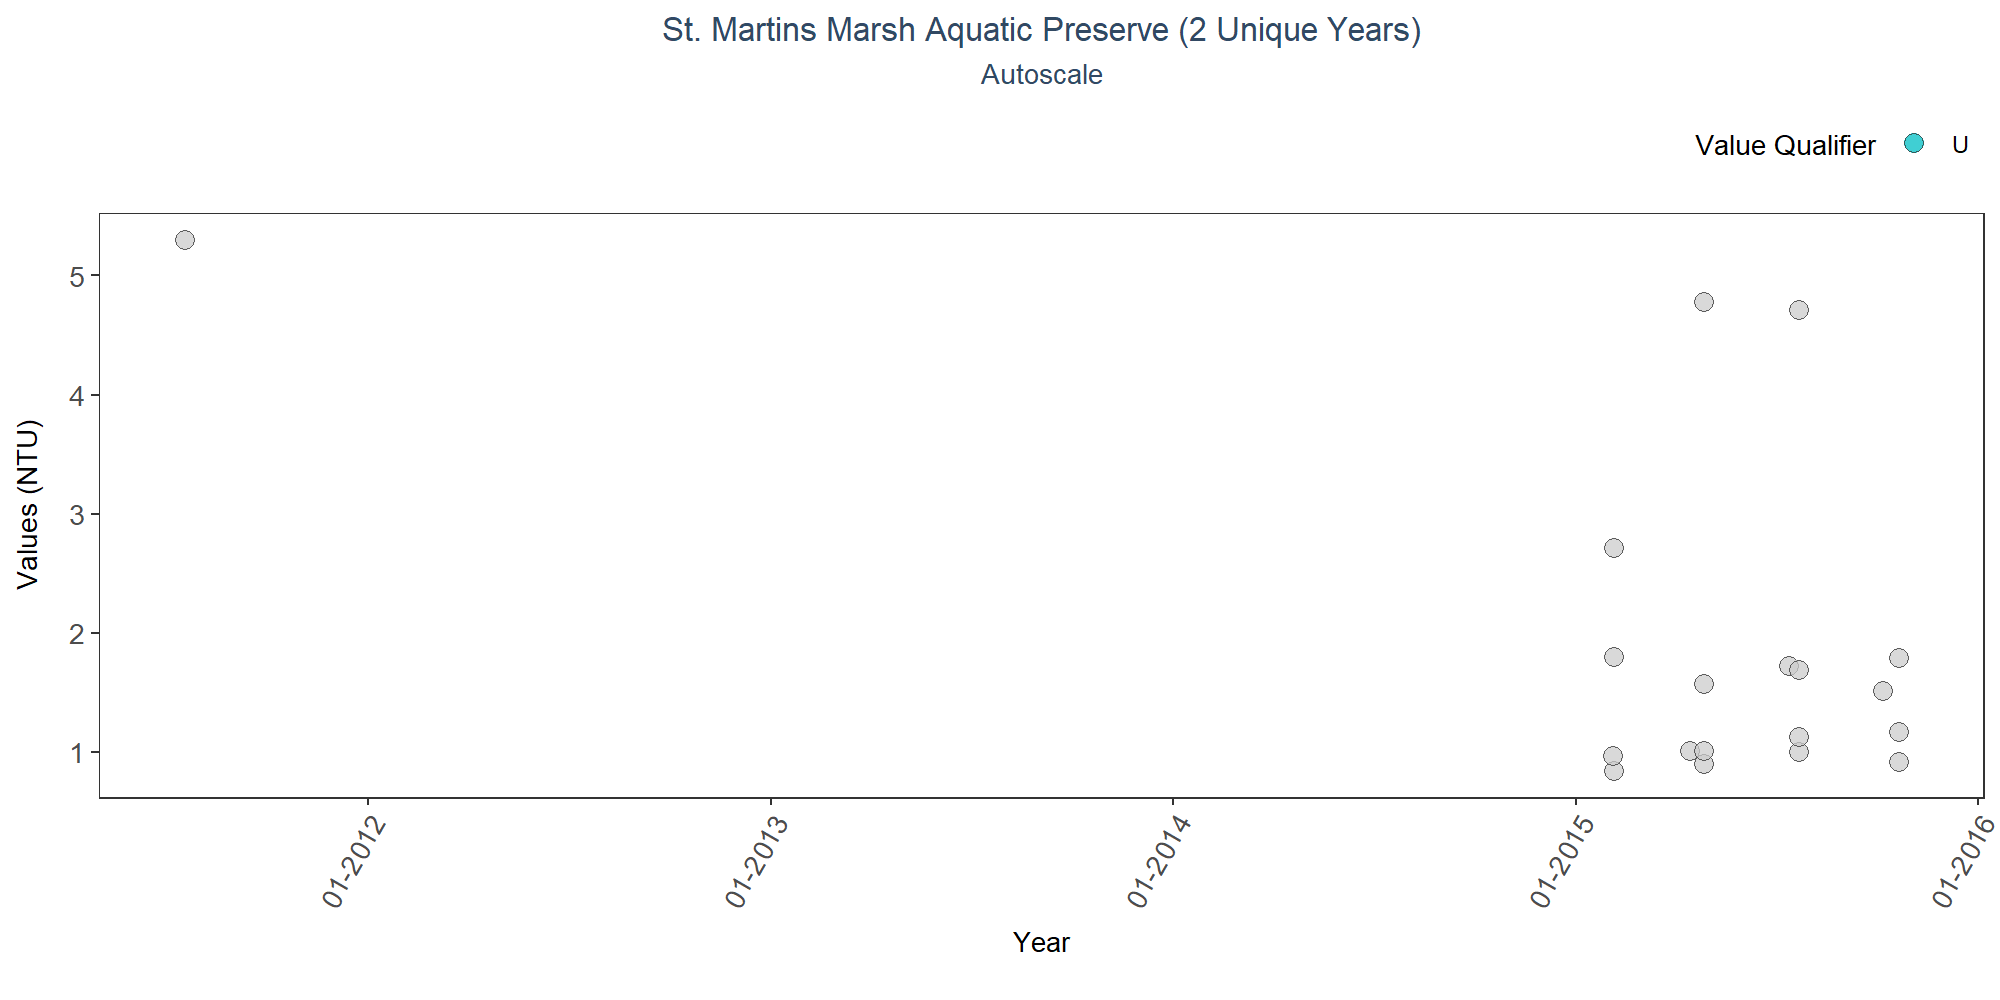 St. Martins Marsh Aquatic Preserve (2 Unique Years)
Autoscale
Value Qualifier U
5
4
3
2
1
Values (NTU)
01-2012 01-2013 01-2014 01-2015 01-2016
Year